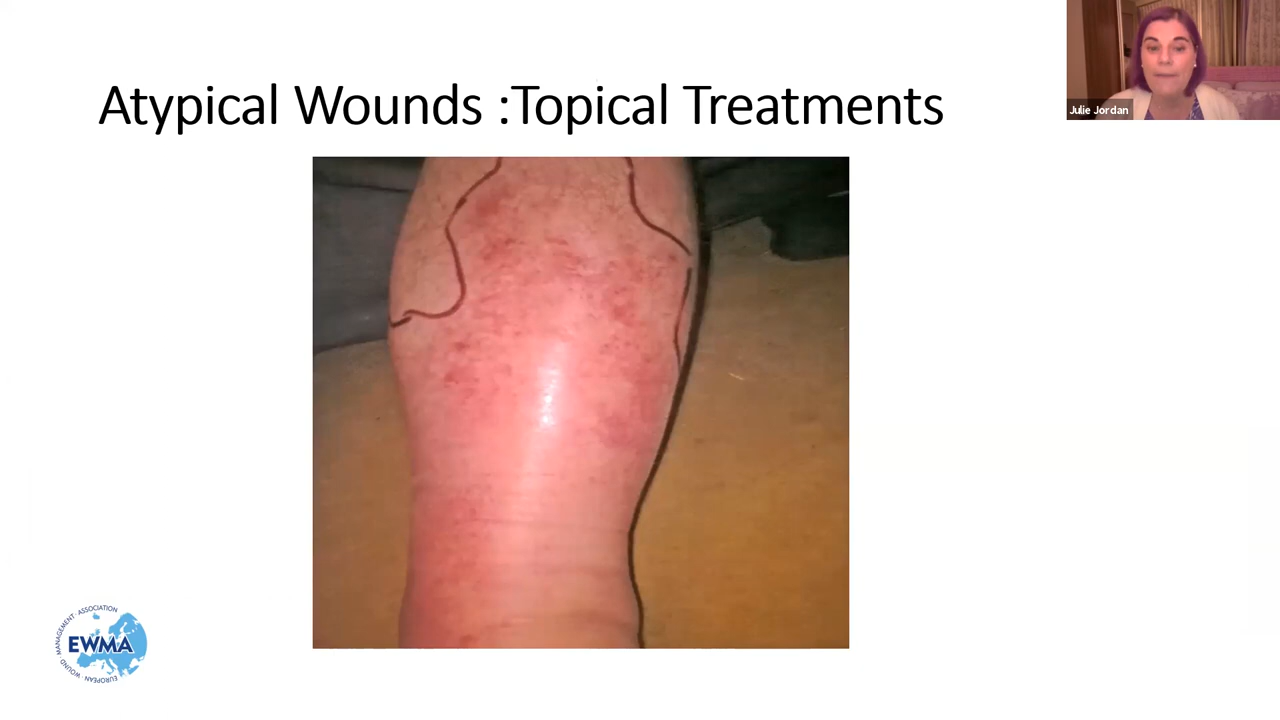 Atypical Wounds :Topical Treatments
Julie Jordan
EWMA
EUROPEAN WOUND MANAGEMENT ASSOCIATION